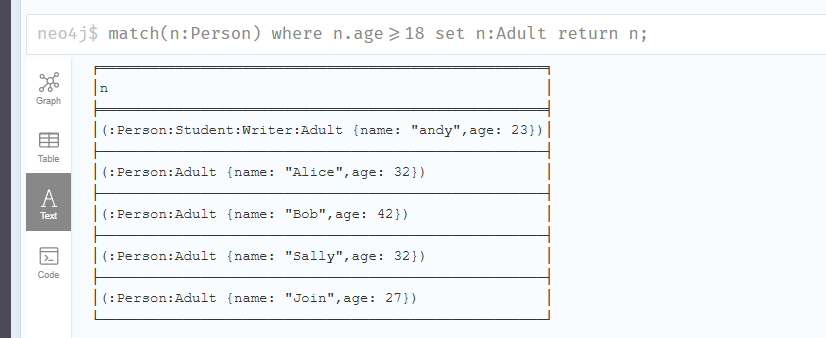 neo4j$ match(n:Person) where n.age>=18 set n:Adult return n;
Graph
Table
Text
Code
n
(:Person:Student:Writer:Adult {name: "andy",age: 23})
(:Person:Adult {name: "Alice",age: 32})
(:Person:Adult {name: "Bob",age: 42})
(:Person:Adult {name: "Sally",age: 32})
(:Person:Adult {name: "Join",age: 27})